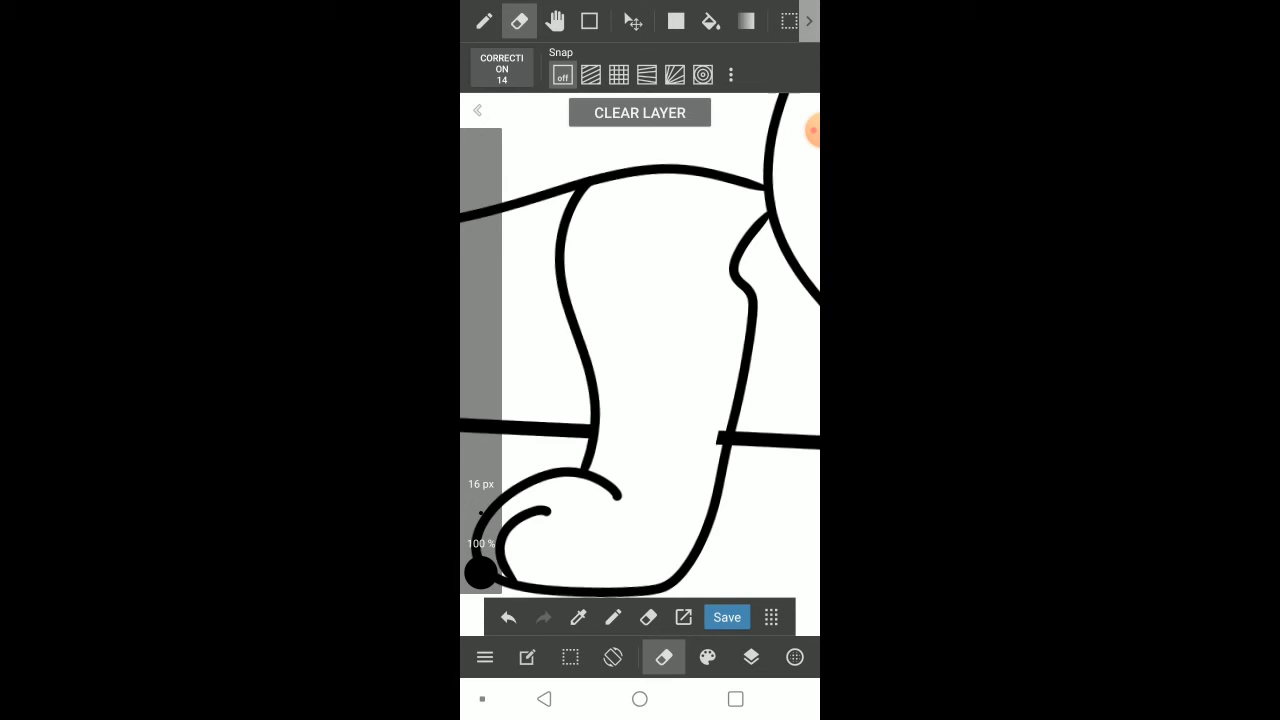 CORRECTI
ON
14
Snap
off
CLEAR LAYER
16 px
100 %
Save